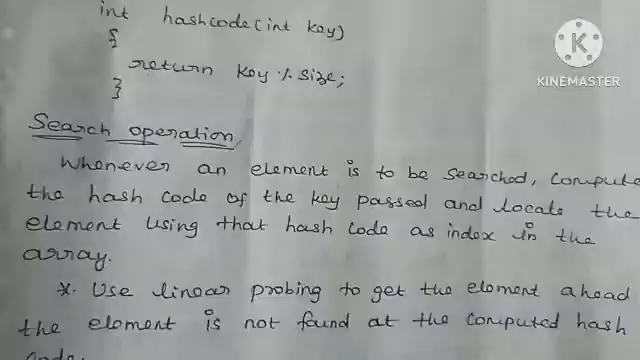 int hashcode(int key)
{
return key % size;
}
K
KINEMASTER
Search operation
Whenever an element is to be searched, compute
the hash code of the key passed and locate the
element using that hash code as index in the
array.
*. Use linear probing to get the element ahead
the element is not found at the computed hash
code.